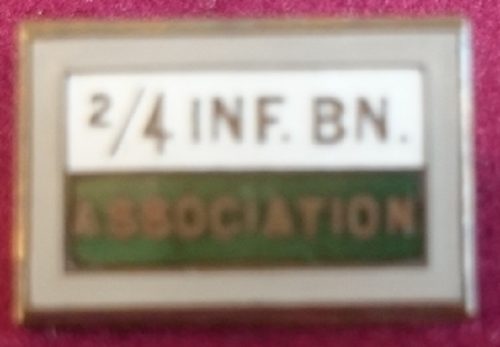 2/4 INF. BN.
ASSOCIATION